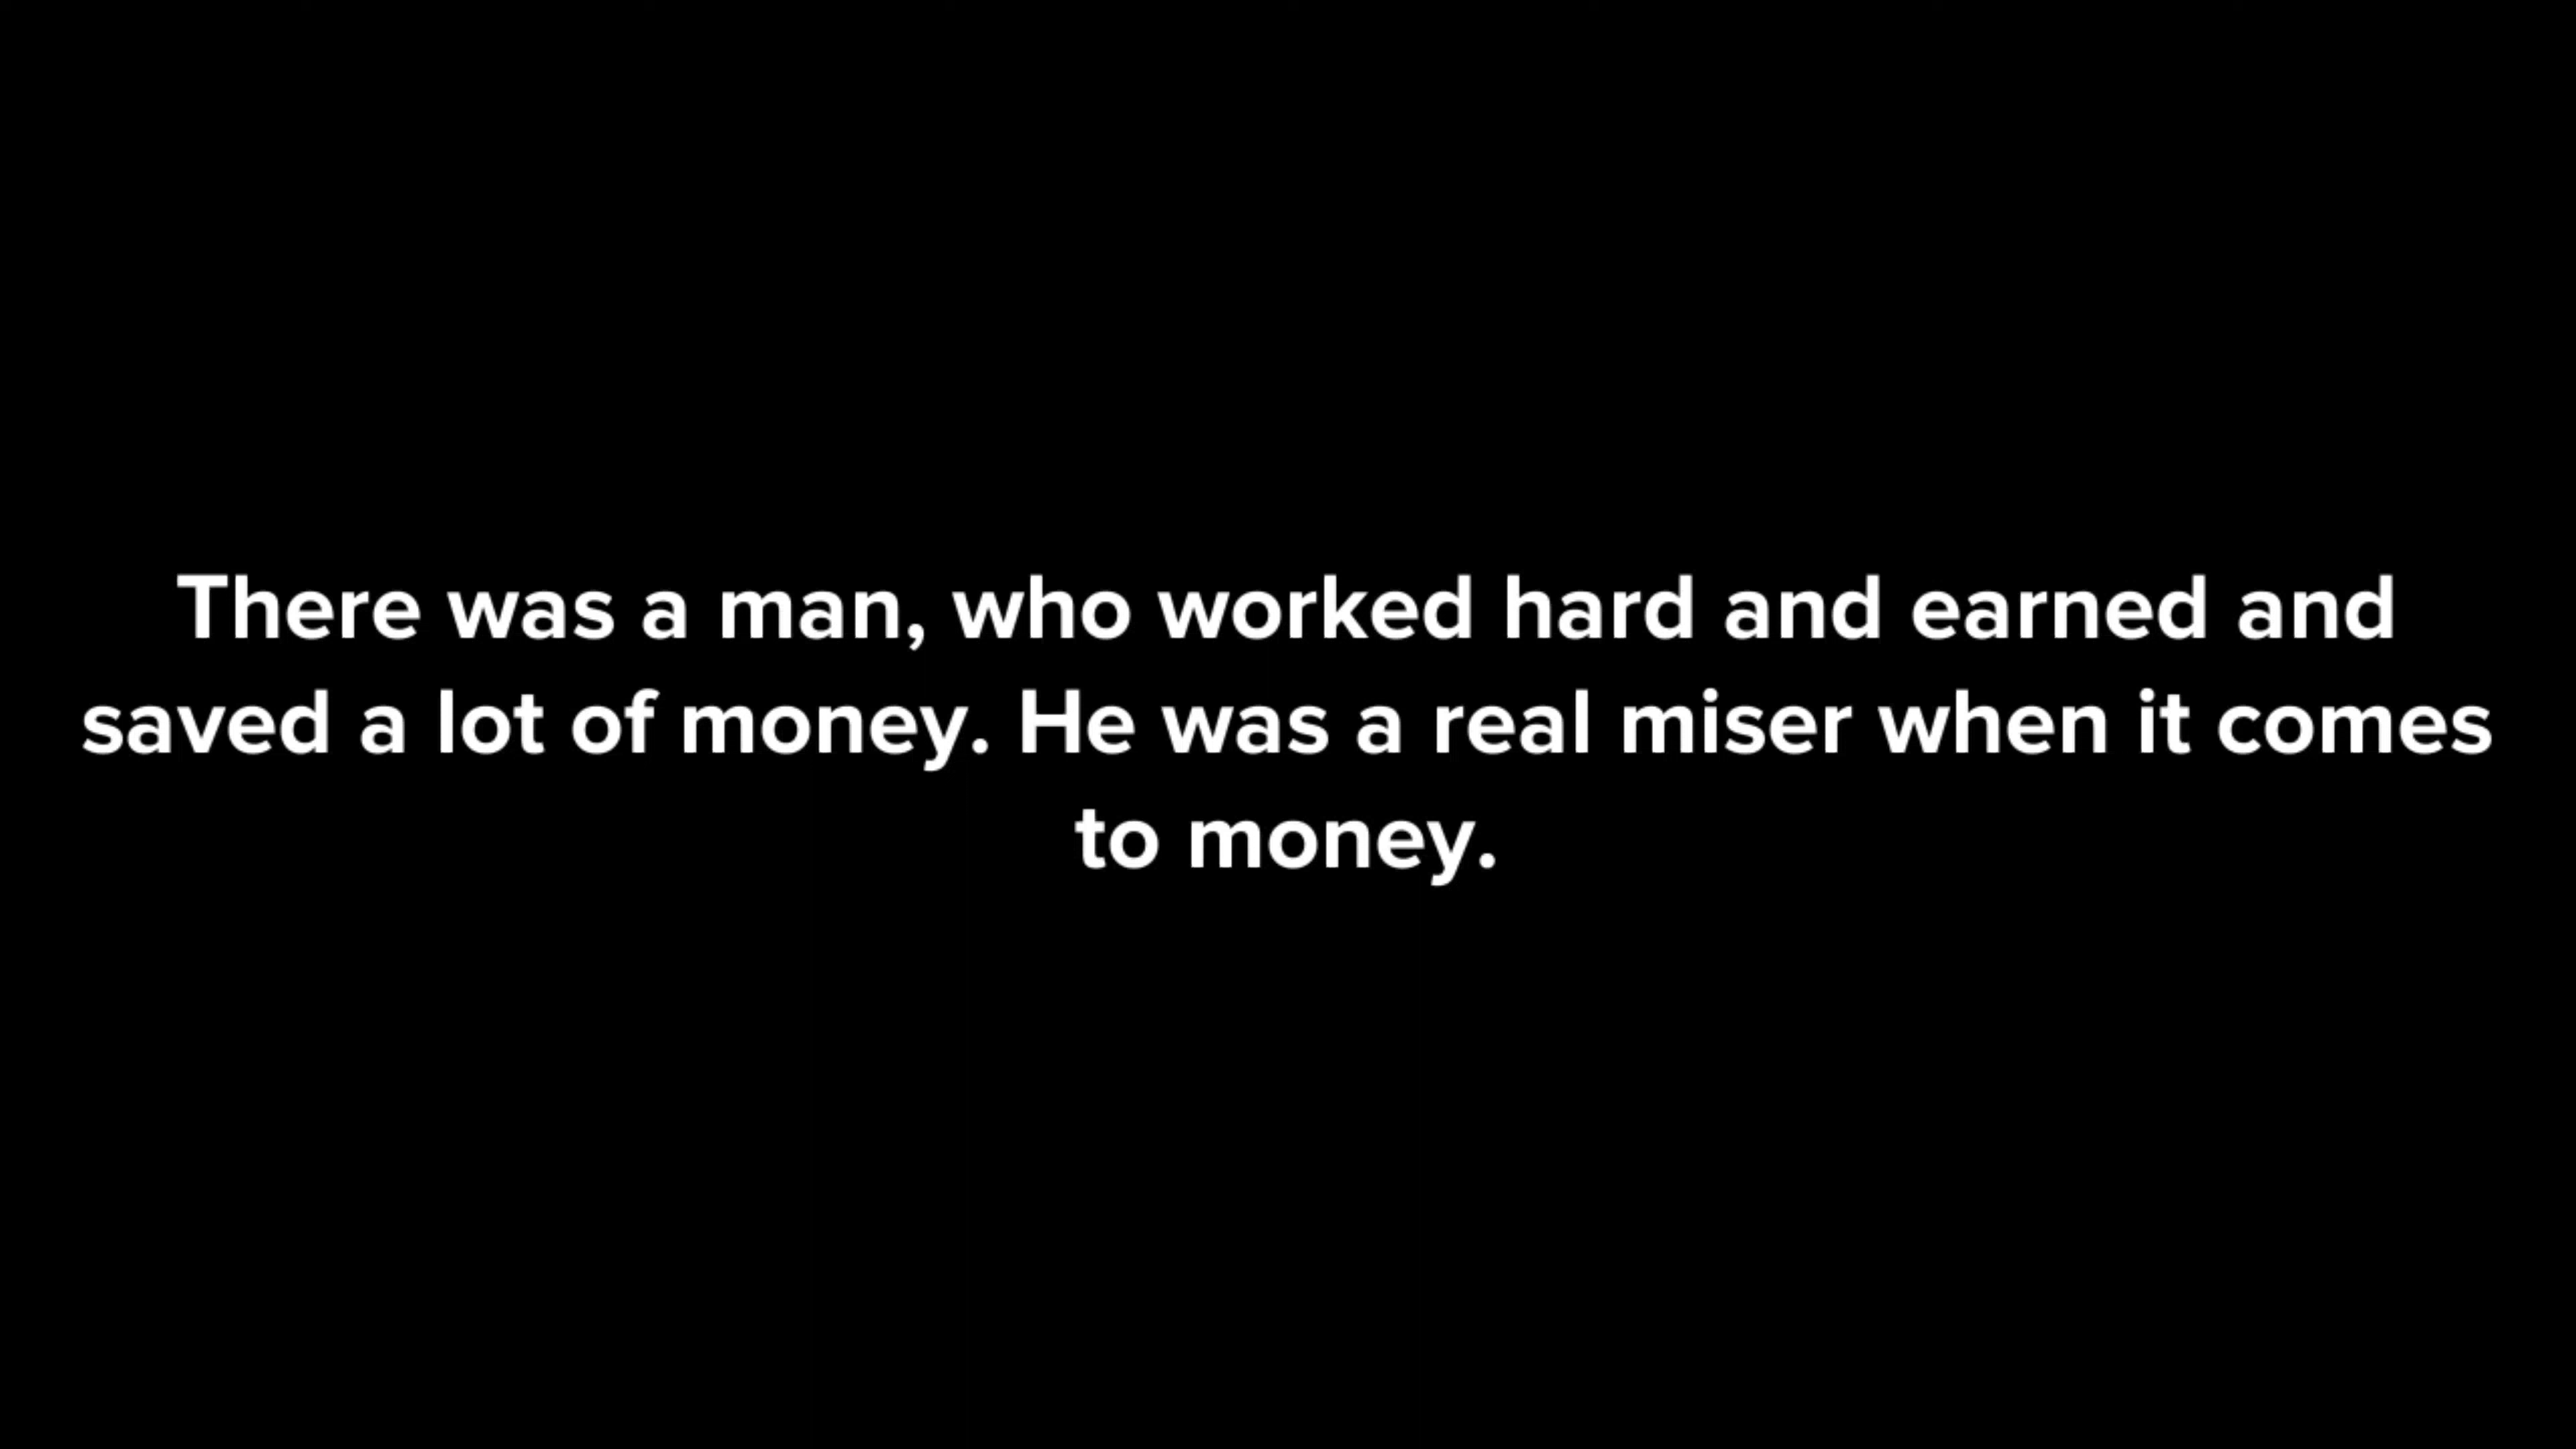 There was a man, who worked hard and earned and
saved a lot of money. He was a real miser when it comes
to money.